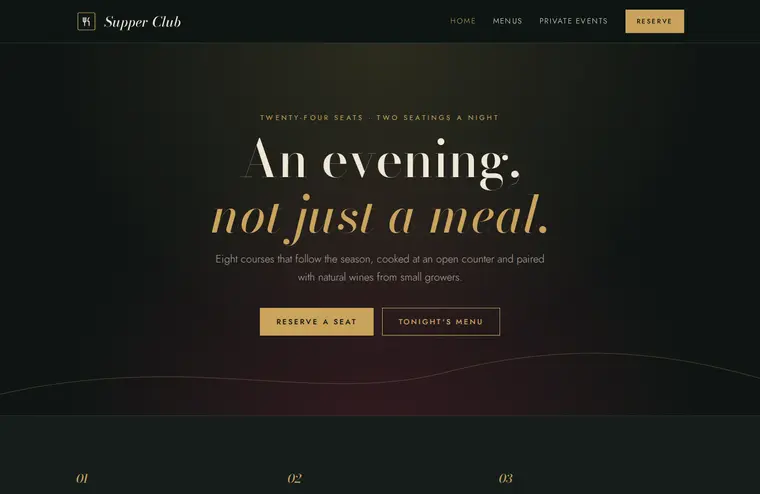 Supper Club
HOME
MENUS
PRIVATE EVENTS
RESERVE
TWENTY-FOUR SEATS · TWO SEATINGS A NIGHT
An evening,
not just a meal.
Eight courses that follow the season, cooked at an open counter and paired
with natural wines from small growers.
RESERVE A SEAT
TONIGHT'S MENU
01
02
03